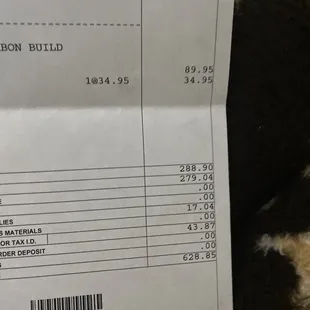 BON BUILD
89.95
1@34.95 34.95
288.90
279.04
.00
E .00
17.04
LIES .00
S MATERIALS 43.87
OR TAX I.D. .00
RDER DEPOSIT .00
628.85